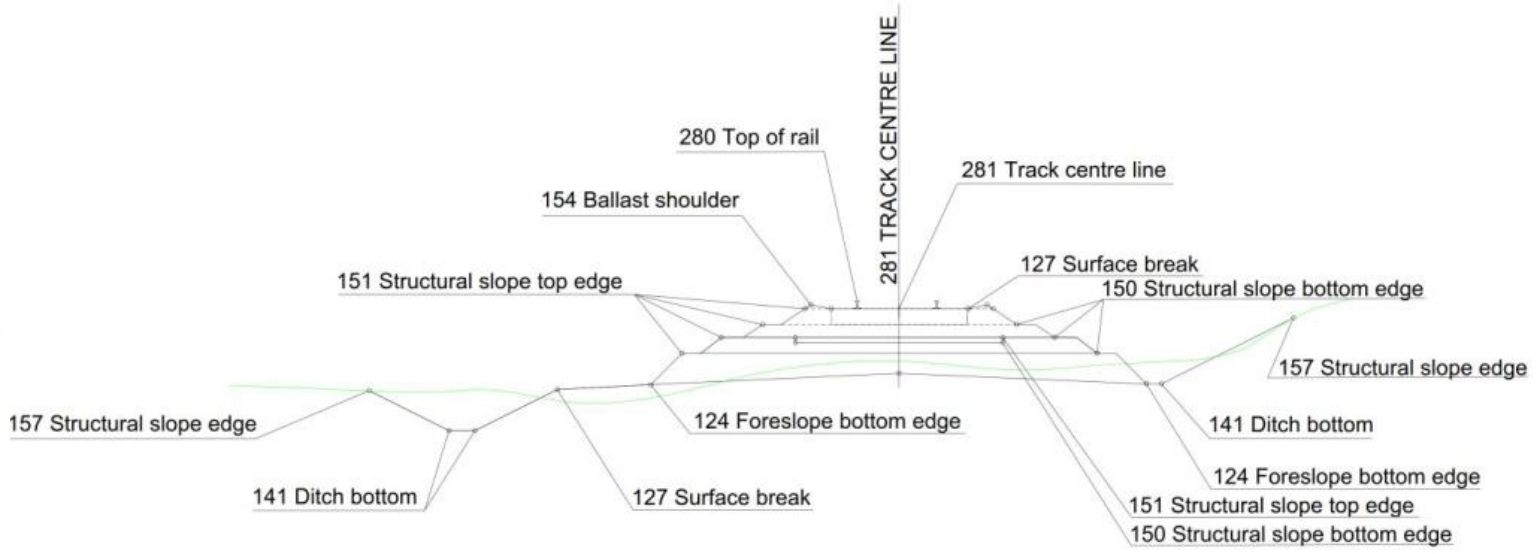 281 TRACK CENTRE LINE
280 Top of rail
281 Track centre line
154 Ballast shoulder
127 Surface break
151 Structural slope top edge
150 Structural slope bottom edge
157 Structural slope edge
157 Structural slope edge
124 Foreslope bottom edge
141 Ditch bottom
124 Foreslope bottom edge
141 Ditch bottom
127 Surface break
151 Structural slope top edge
150 Structural slope bottom edge